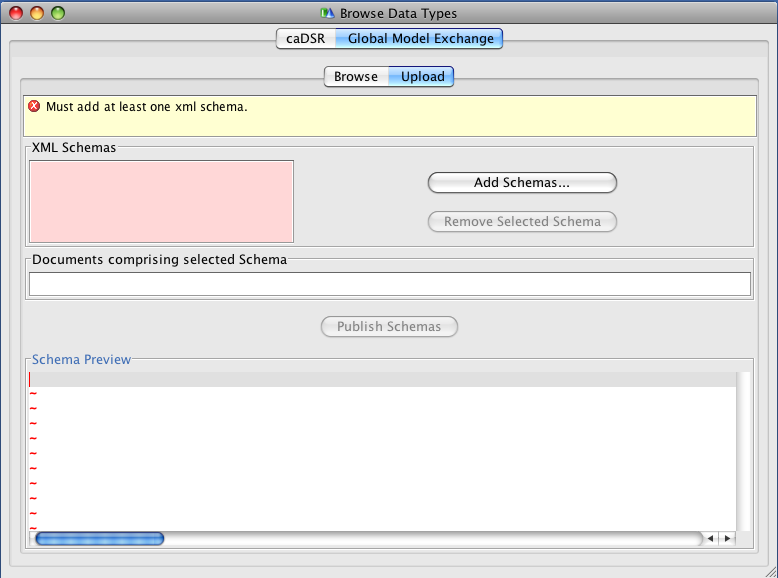 Browse Data Types
caDSR Global Model Exchange
Browse Upload
Must add at least one xml schema.
XML Schemas
Add Schemas...
Remove Selected Schema
Documents comprising selected Schema
Publish Schemas
Schema Preview
~
~
~
~
~
~
~
~
~
~